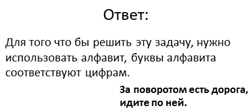 Ответ:
Для того что бы решить эту задачу, нужно
использовать алфавит, буквы алфавита
соответствуют цифрам.
За поворотом есть дорога,
идите по ней.